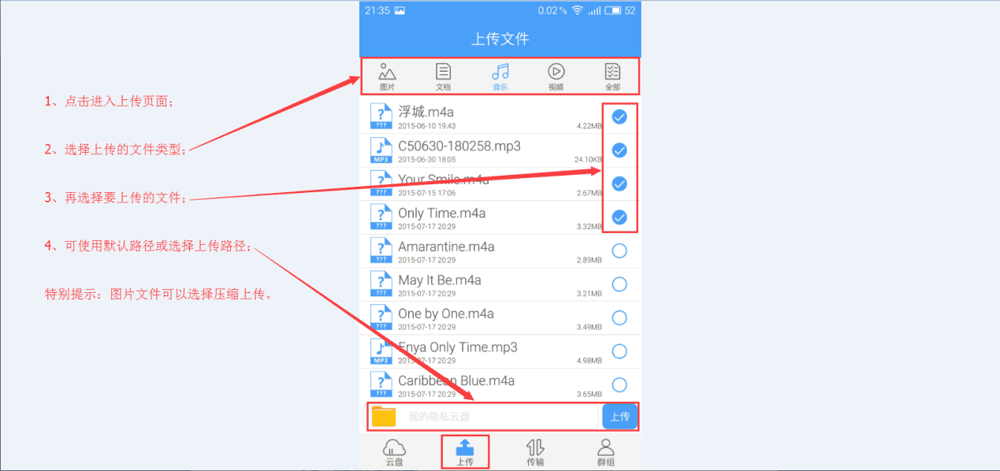 21:35 0.02% 52
上传文件
图片 文档 音乐 视频 全部
1、点击进入上传页面;
2、选择上传的文件类型;
3、再选择要上传的文件;
4、可使用默认路径或选择上传路径;
特别提示：图片文件可以选择压缩上传。
? ??? 浮城.m4a
2015-06-10 19:43 4.22MB
MP3 C50630-180258.mp3
2015-06-30 18:05 24.10KB
? ??? Your Smile.m4a
2015-07-15 17:06 2.67MB
? ??? Only Time.m4a
2015-07-17 20:29 3.32MB
? ??? Amarantine.m4a
2015-07-17 20:29 2.89MB
? ??? May It Be.m4a
2015-07-17 20:29 3.21MB
? ??? One by One.m4a
2015-07-17 20:29 3.49MB
MP3 Enya Only Time.mp3
2015-07-17 20:29 4.98MB
? ??? Caribbean Blue.m4a
2015-07-17 20:29 3.65MB
我的隐私云盘 上传
云盘 上传 传输 群组